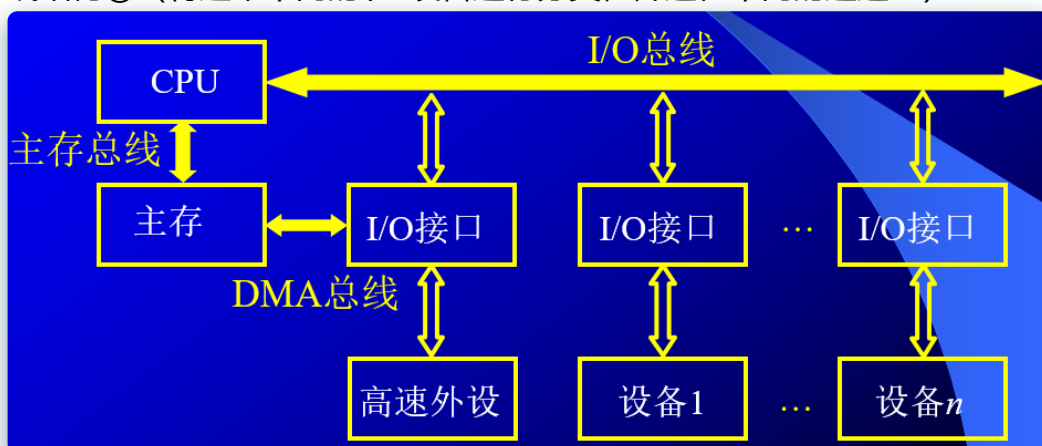 I/O总线
CPU
主存总线
主存
I/O接口
I/O接口
…
I/O接口
DMA总线
高速外设
设备1
…
设备n